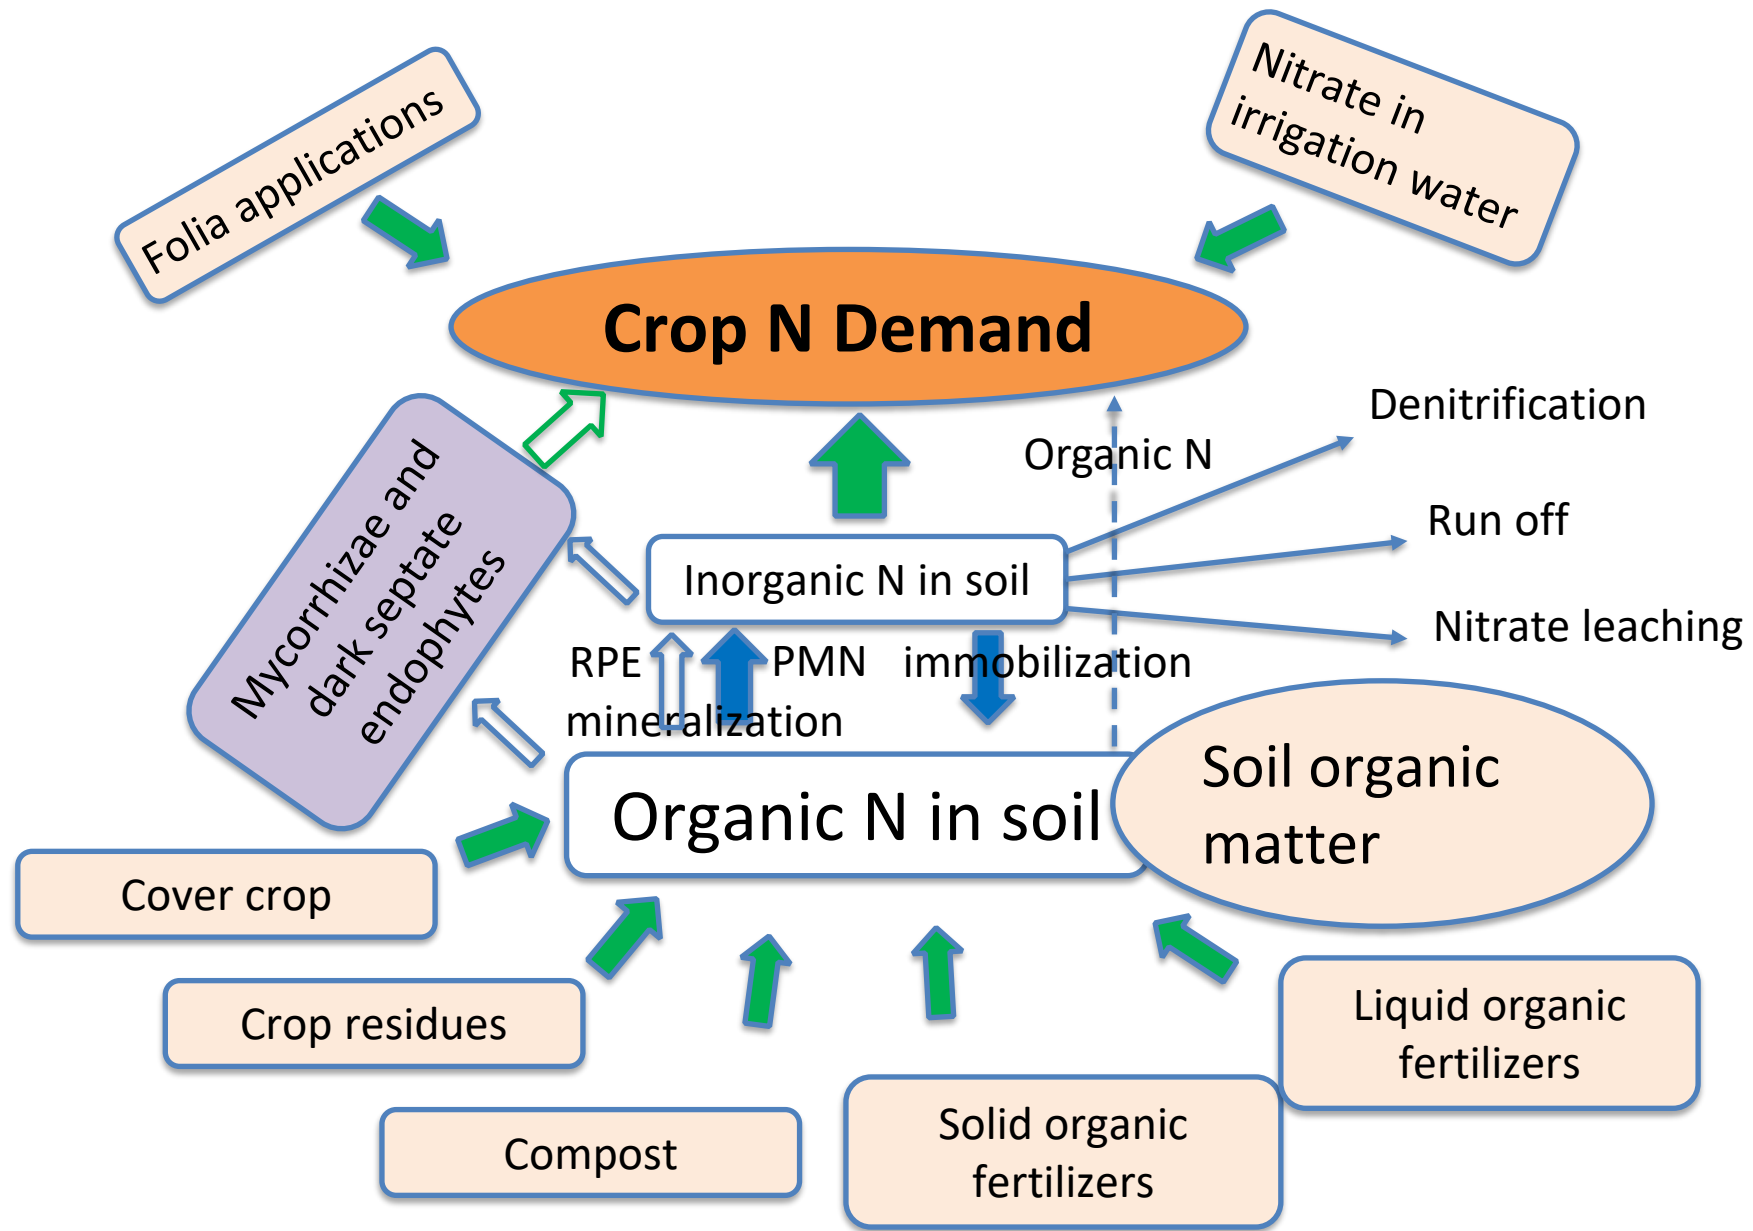 Folia applications
Nitrate in
irrigation water
Crop N Demand
Denitrification
Organic N
Run off
Mycorrhizae and
dark septate
endophytes
Inorganic N in soil
Nitrate leaching
RPE
PMN
immobilization
mineralization
Organic N in soil
Soil organic
matter
Cover crop
Crop residues
Liquid organic
fertilizers
Compost
Solid organic
fertilizers